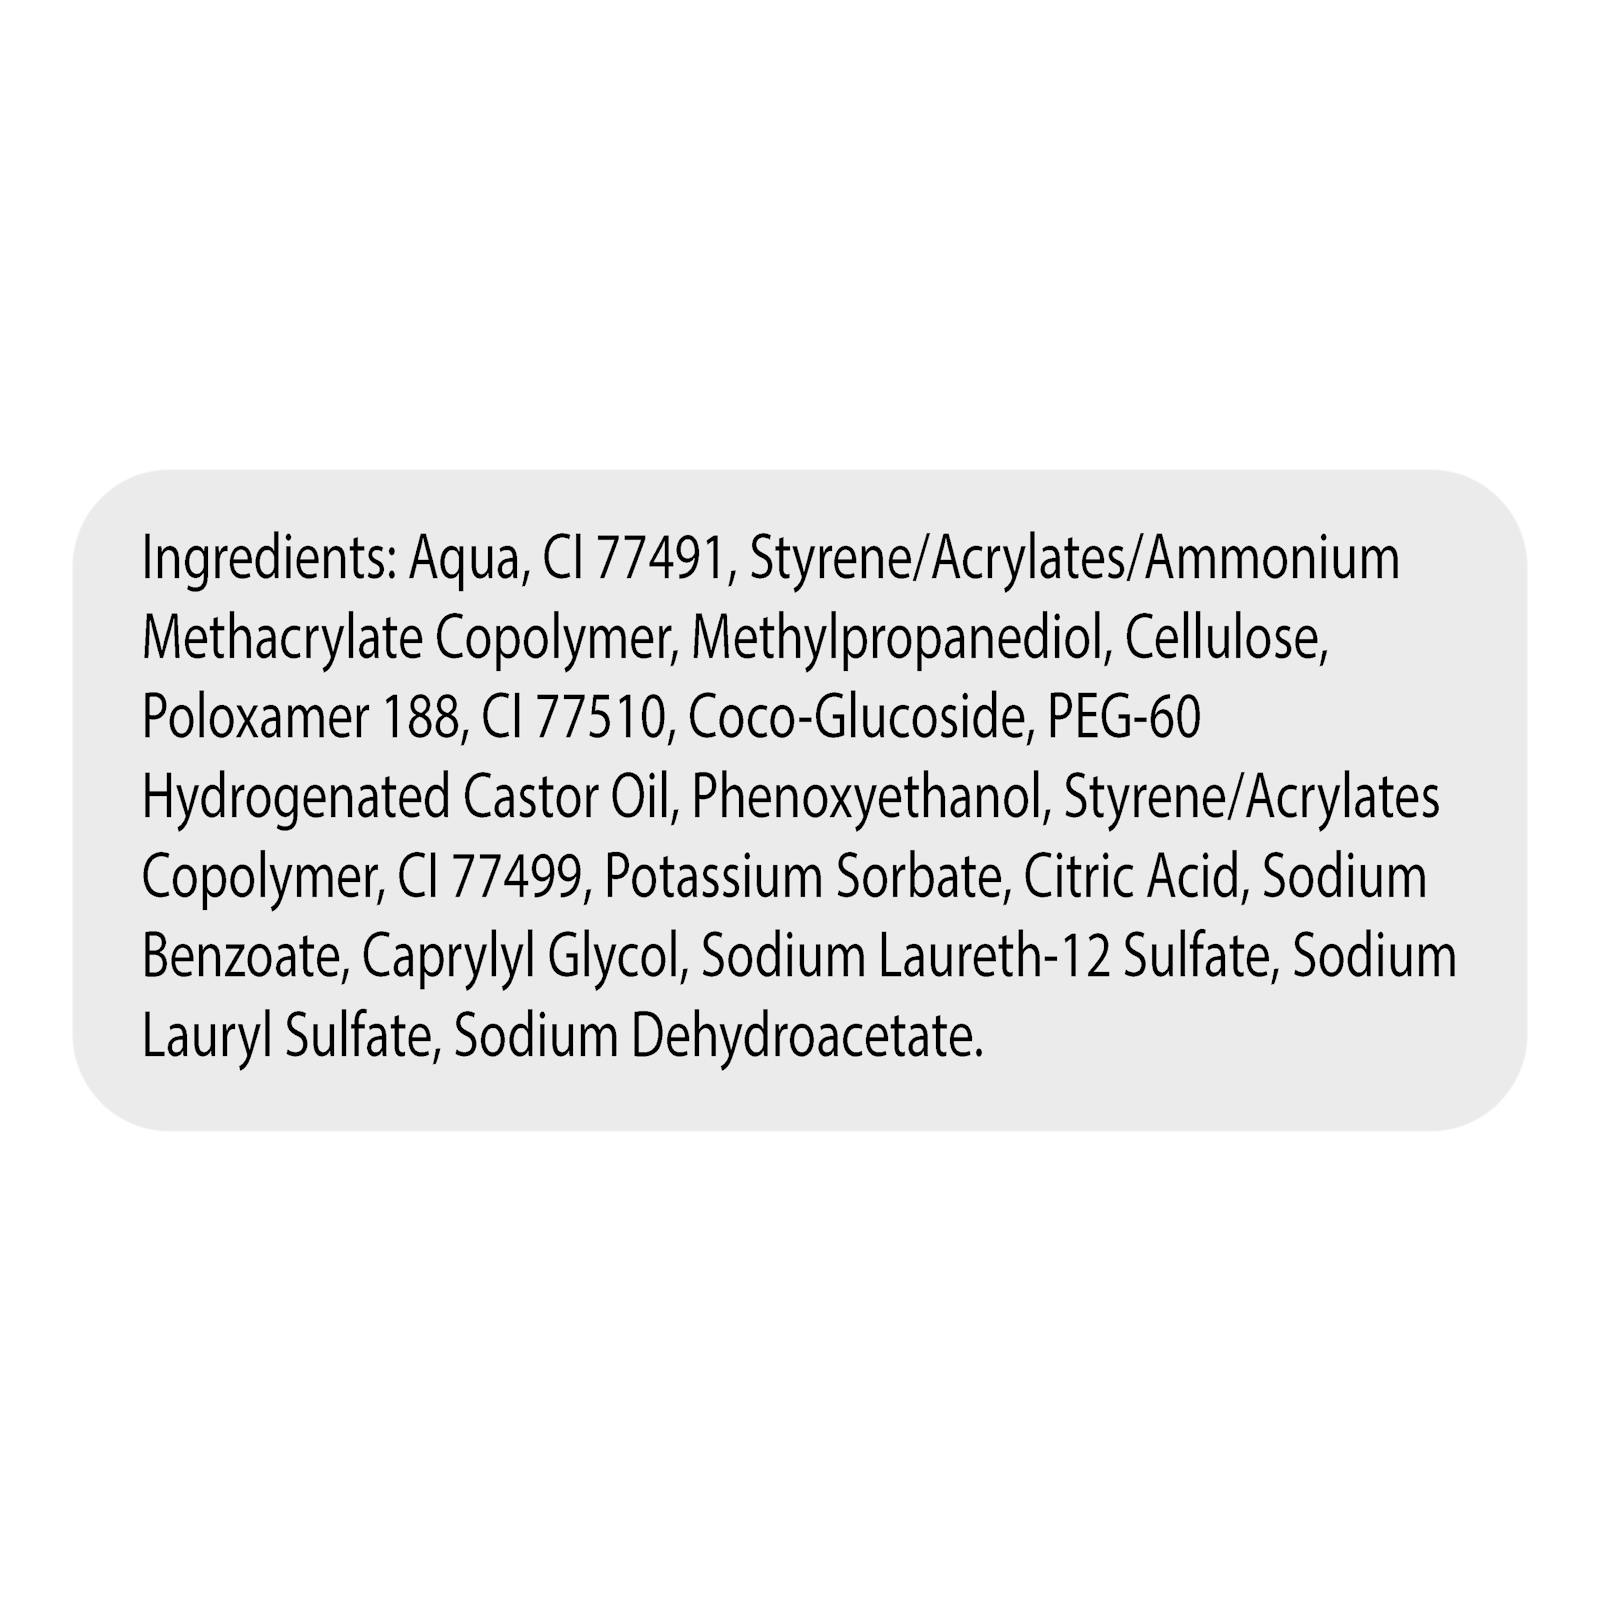 Ingredients: Aqua, CI 77491, Styrene/Acrylates/Ammonium
Methacrylate Copolymer, Methylpropanediol, Cellulose,
Poloxamer 188, CI 77510, Coco-Glucoside, PEG-60
Hydrogenated Castor Oil, Phenoxyethanol, Styrene/Acrylates
Copolymer, CI 77499, Potassium Sorbate, Citric Acid, Sodium
Benzoate, Caprylyl Glycol, Sodium Laureth-12 Sulfate, Sodium
Lauryl Sulfate, Sodium Dehydroacetate.